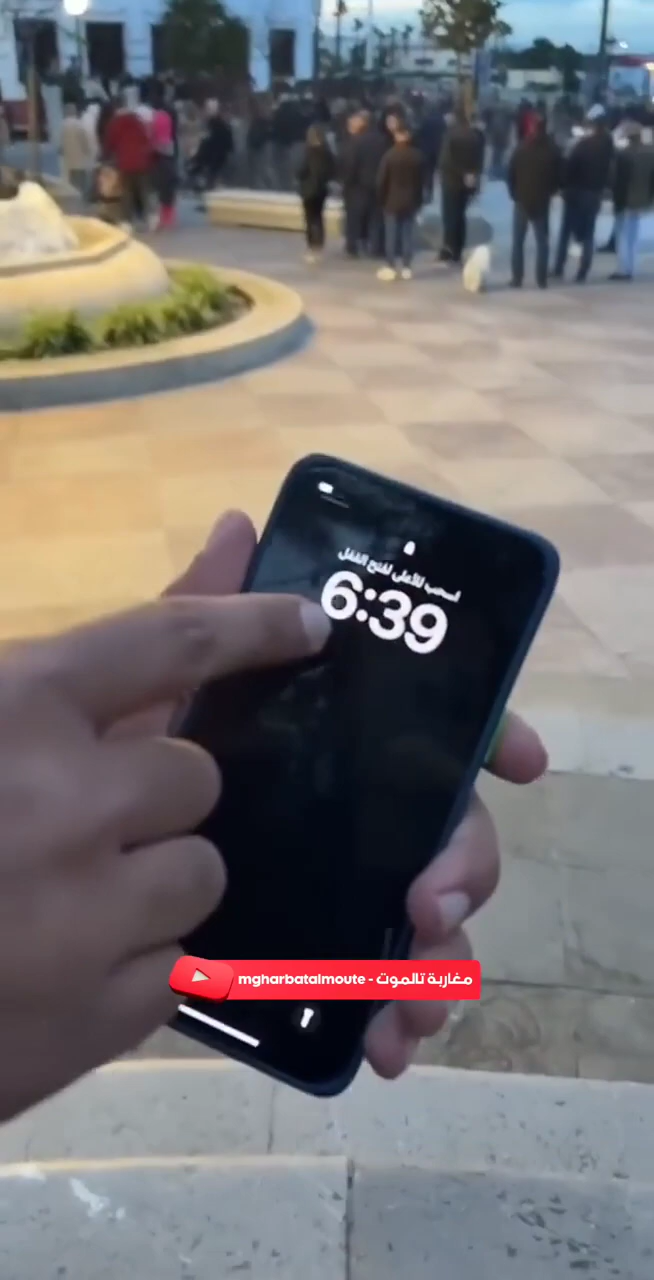 اسحب للأعلى لفتح القفل
6:39
mgharbatalmoute - مغاربة تالموت